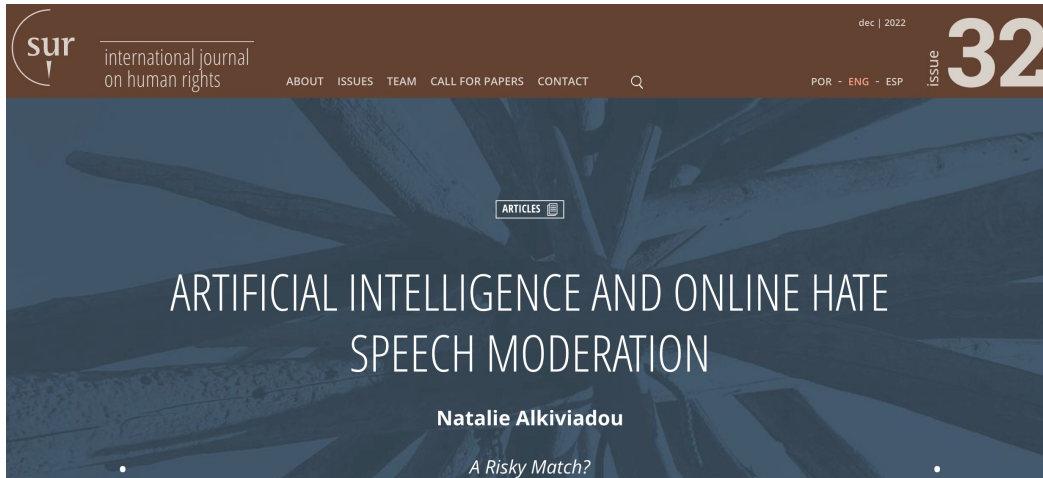 dec | 2022
sur
international journal
on human rights
ABOUT ISSUES TEAM CALL FOR PAPERS CONTACT
POR - ENG - ESP
issue
32
ARTICLES
ARTIFICIAL INTELLIGENCE AND ONLINE HATE
SPEECH MODERATION
Natalie Alkiviadou
A Risky Match?